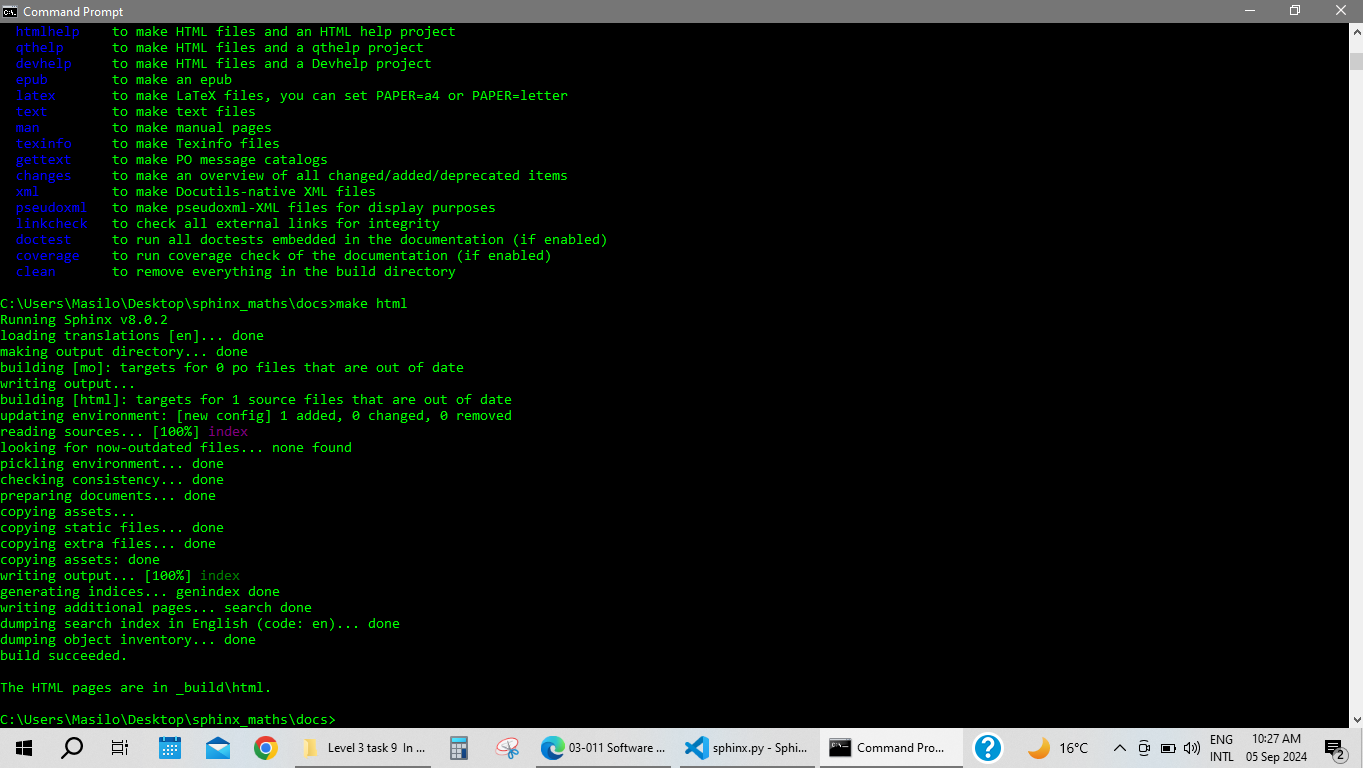 Command Prompt
htmlhelp    to make HTML files and an HTML help project
qthelp      to make HTML files and a qthelp project
devhelp     to make HTML files and a Devhelp project
epub        to make an epub
latex       to make LaTeX files, you can set PAPER=a4 or PAPER=letter
text        to make text files
man         to make manual pages
texinfo     to make Texinfo files
gettext     to make PO message catalogs
changes     to make an overview of all changed/added/deprecated items
xml         to make Docutils-native XML files
pseudoxml   to make pseudoxml-XML files for display purposes
linkcheck   to check all external links for integrity
doctest     to run all doctests embedded in the documentation (if enabled)
coverage    to run coverage check of the documentation (if enabled)
clean       to remove everything in the build directory
C:\Users\Masilo\Desktop\sphinx_maths\docs>make html
Running Sphinx v8.0.2
loading translations [en]... done
making output directory... done
building [mo]: targets for 0 po files that are out of date
writing output...
building [html]: targets for 1 source files that are out of date
updating environment: [new config] 1 added, 0 changed, 0 removed
reading sources... [100%] index
looking for now-outdated files... none found
pickling environment... done
checking consistency... done
preparing documents... done
copying assets...
copying static files... done
copying extra files... done
copying assets: done
writing output... [100%] index
generating indices... genindex done
writing additional pages... search done
dumping search index in English (code: en)... done
dumping object inventory... done
build succeeded.
The HTML pages are in _build\html.
C:\Users\Masilo\Desktop\sphinx_maths\docs>
Level 3 task 9 In ...
03-011 Software ...
sphinx.py - Sphi...
Command Pro...
16°C
ENG
INTL
10:27 AM
05 Sep 2024
2